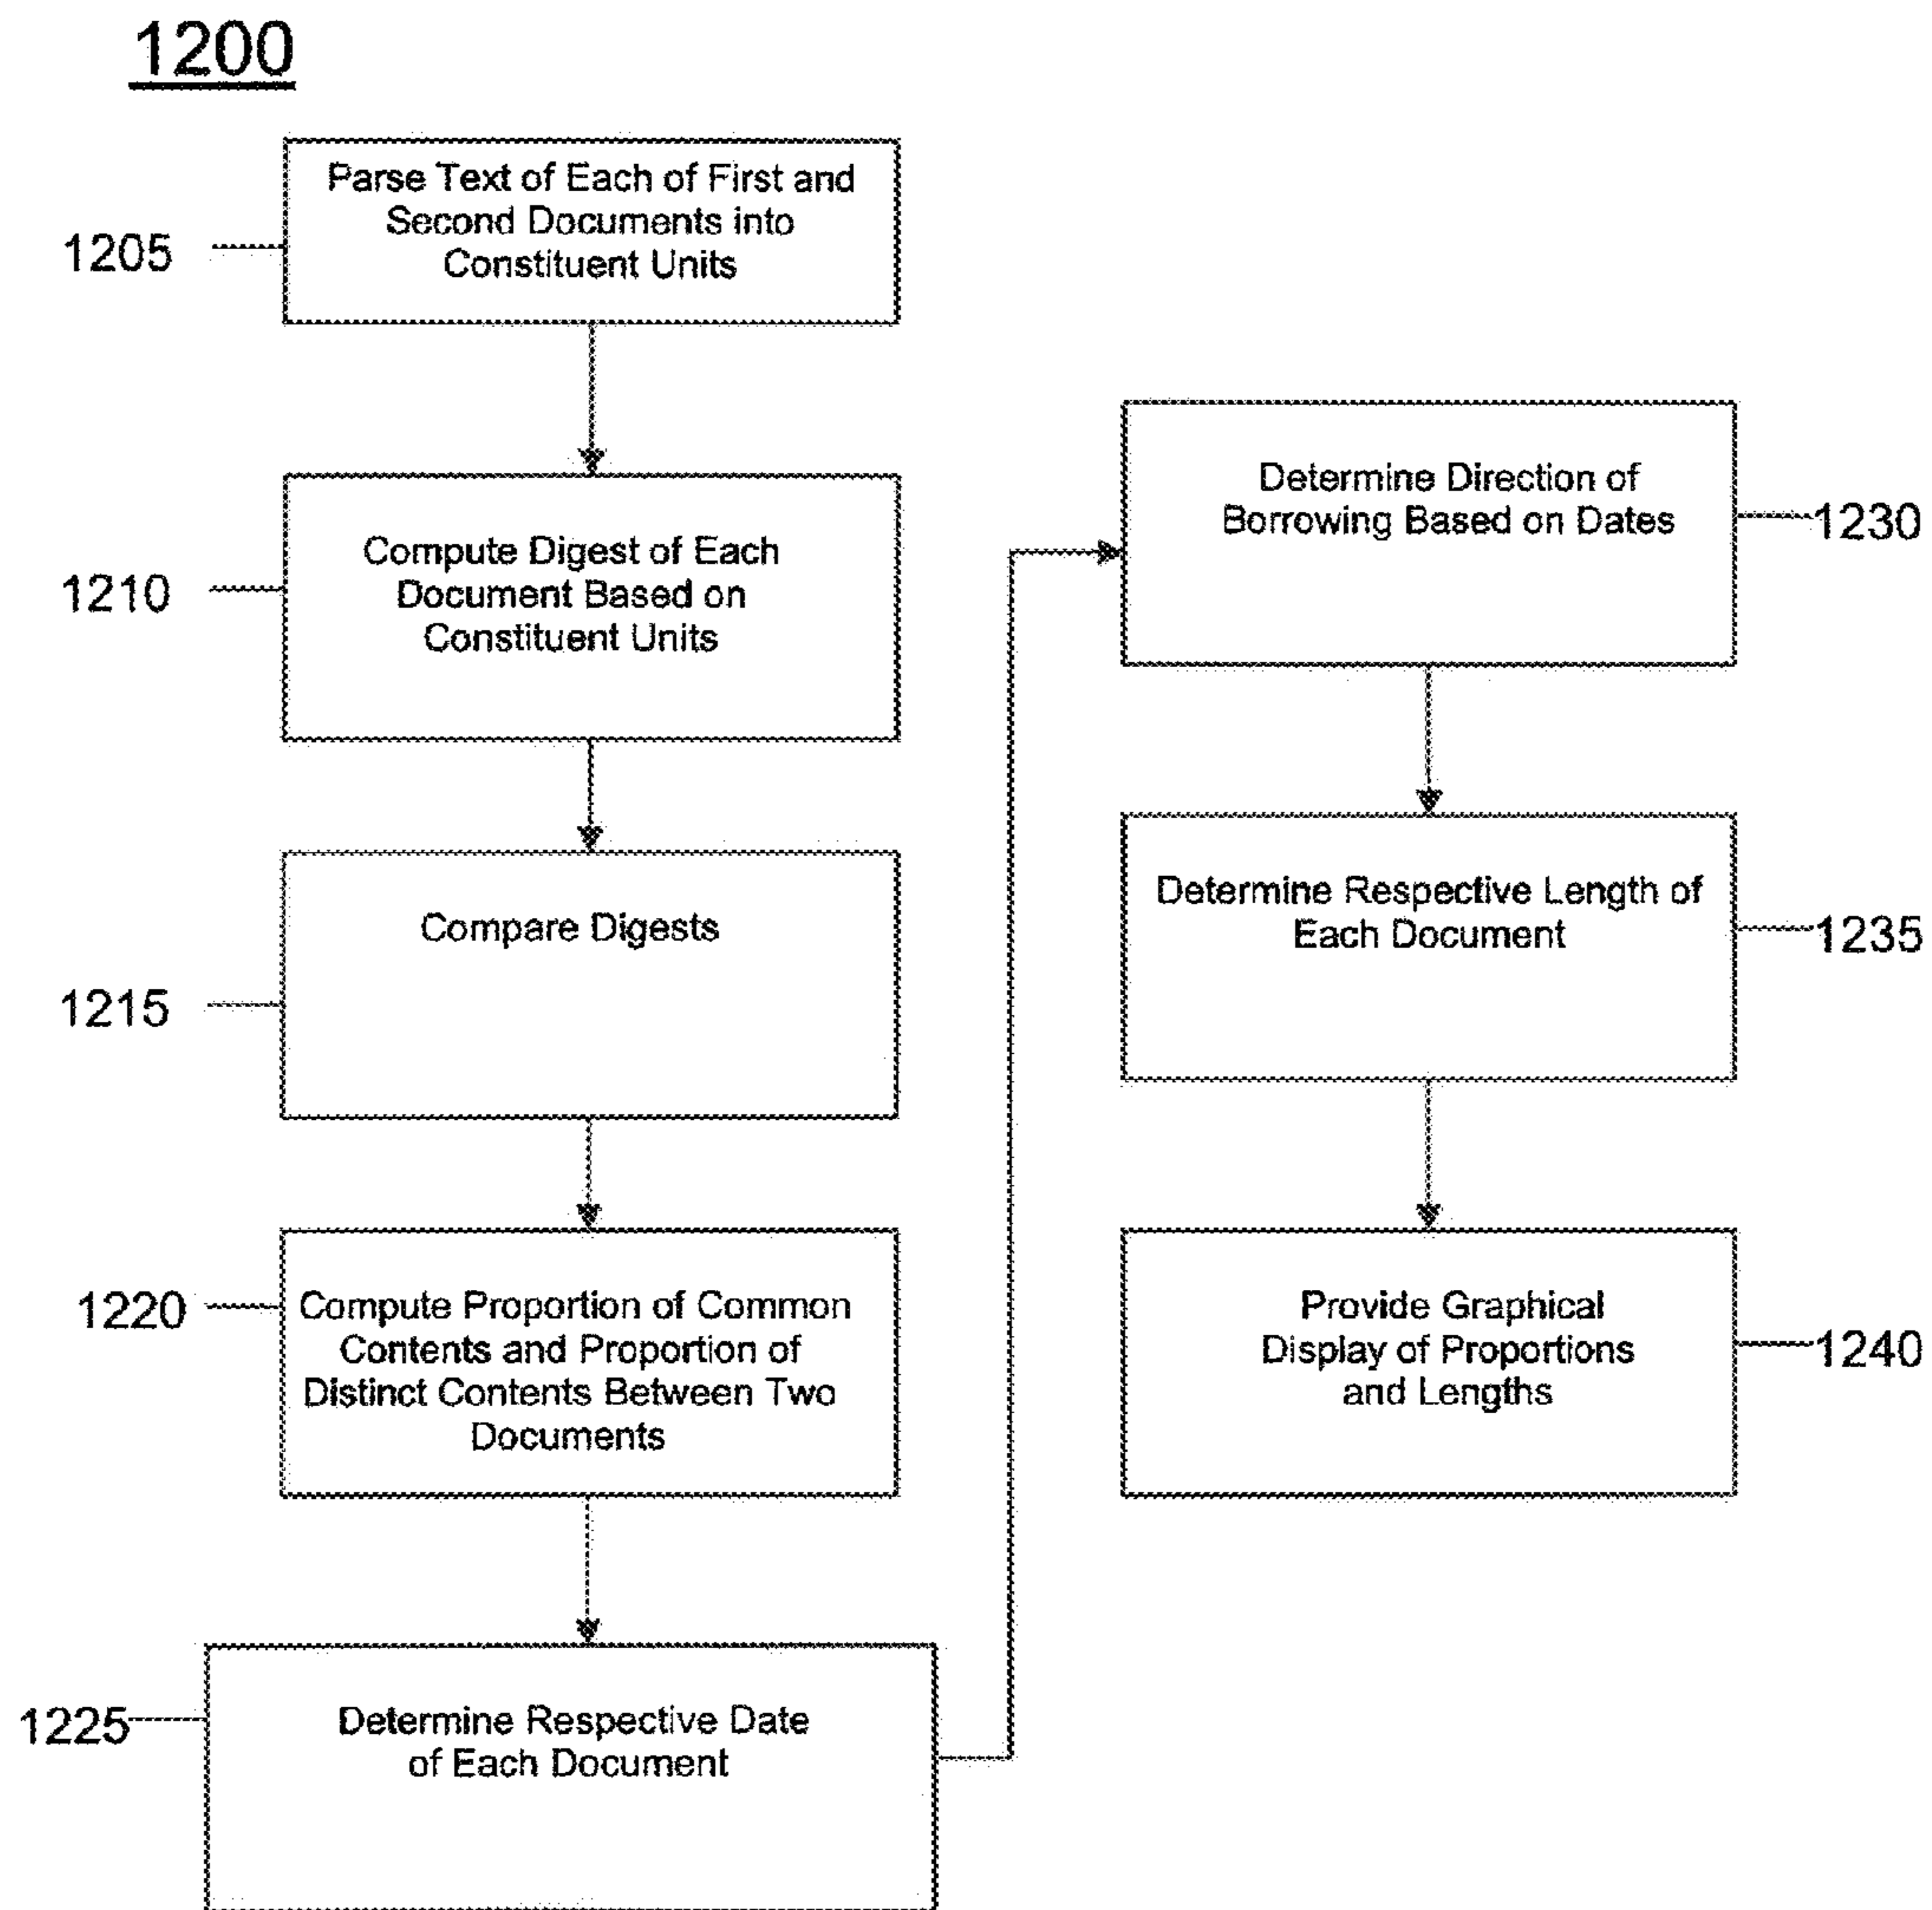 1200
Parse Text of Each of First and
Second Documents into
Constituent Units
1205
Compute Digest of Each
Document Based on
Constituent Units
1210
Compare Digests
1215
Compute Proportion of Common
Contents and Proportion of
Distinct Contents Between Two
Documents
1220
Determine Respective Date
of Each Document
1225
Determine Direction of
Borrowing Based on Dates
1230
Determine Respective Length of
Each Document
1235
Provide Graphical
Display of Proportions
and Lengths
1240